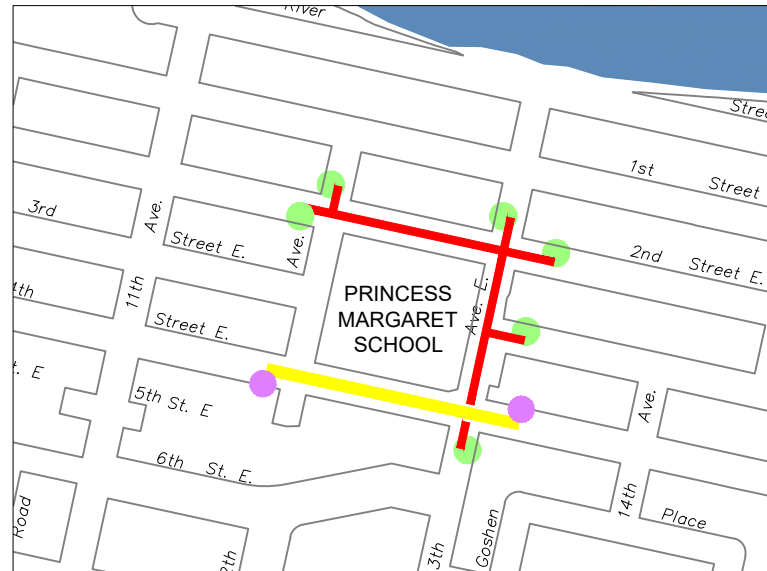 River
Stree
1st Street
3rd
Ave.
Street E.
Ave.
2nd Street E.
4th
11th
PRINCESS
MARGARET
SCHOOL
Ave. E.
Street E.
t. E
5th St. E
Ave.
6th St. E.
Road
2th
3th
Goshen
14th
Place